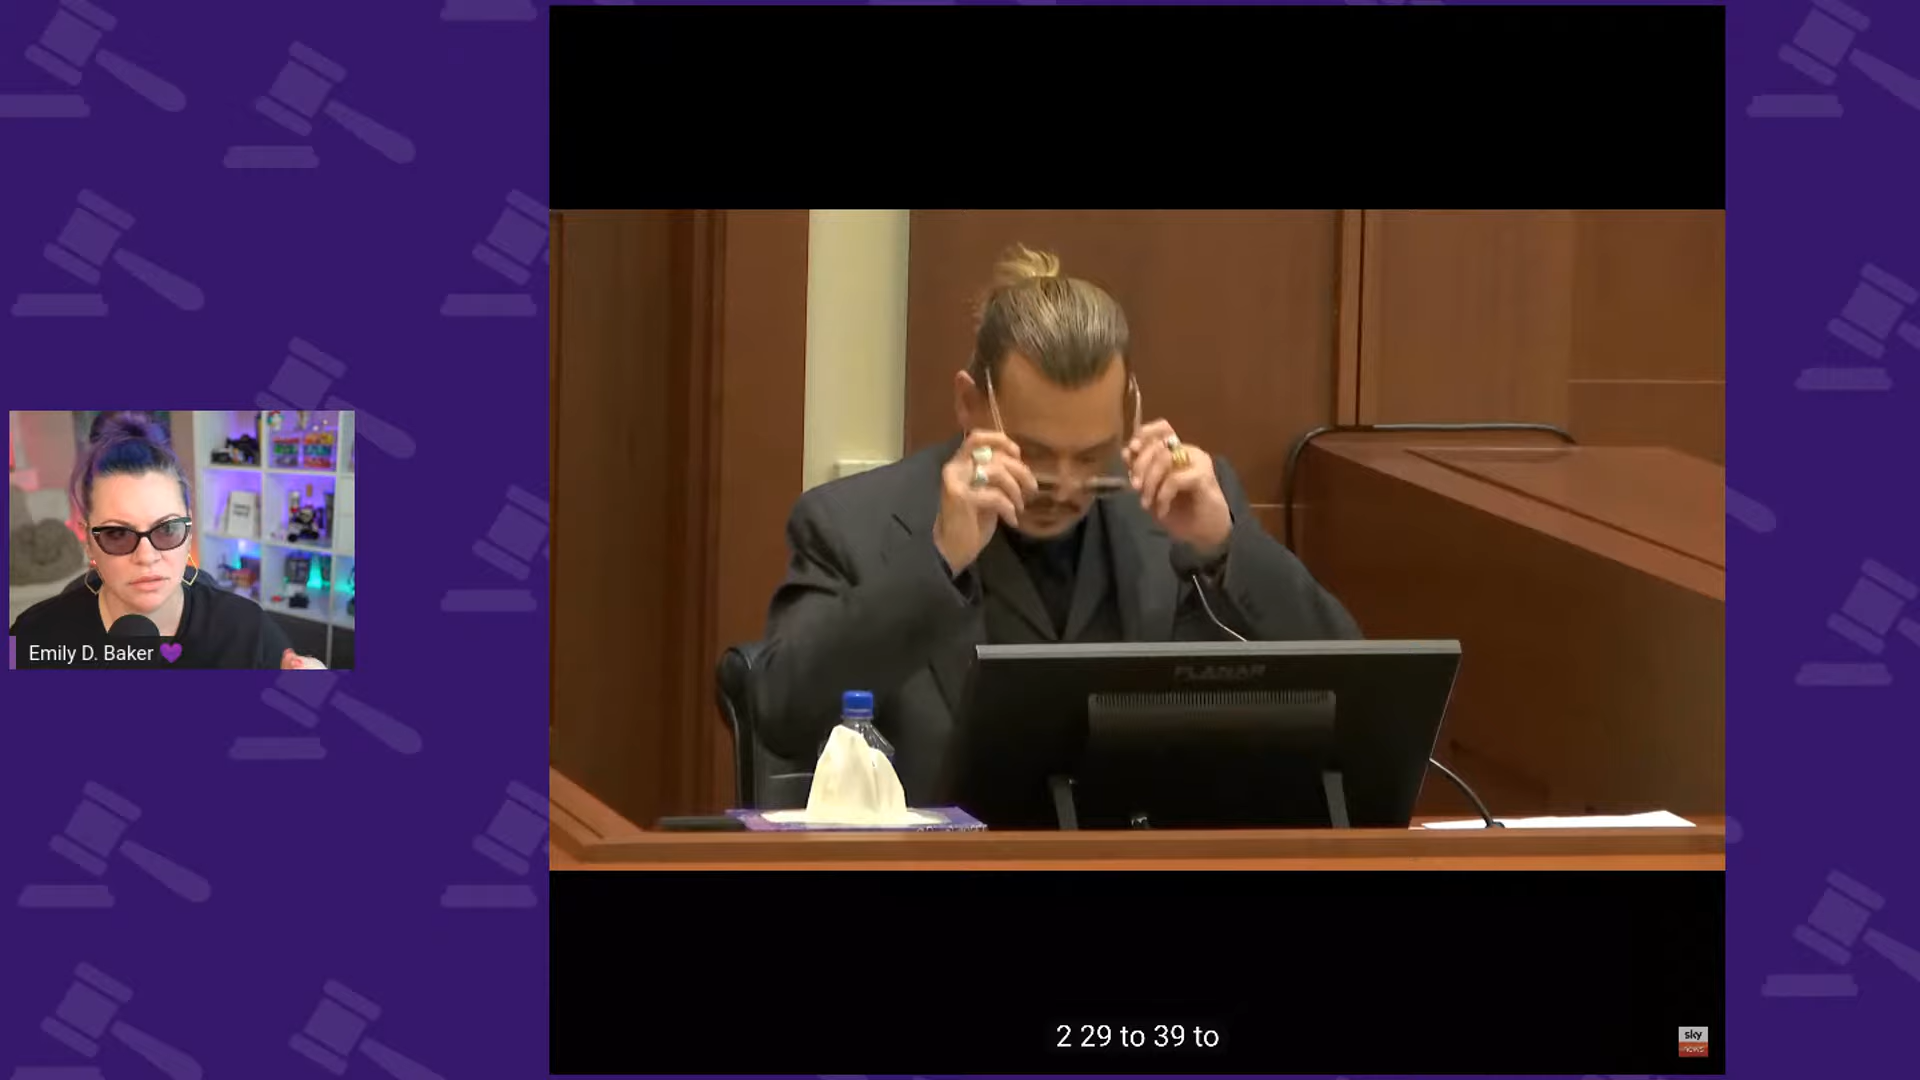 PLANAR
Emily D. Baker 💜
2 29 to 39 to
sky
news